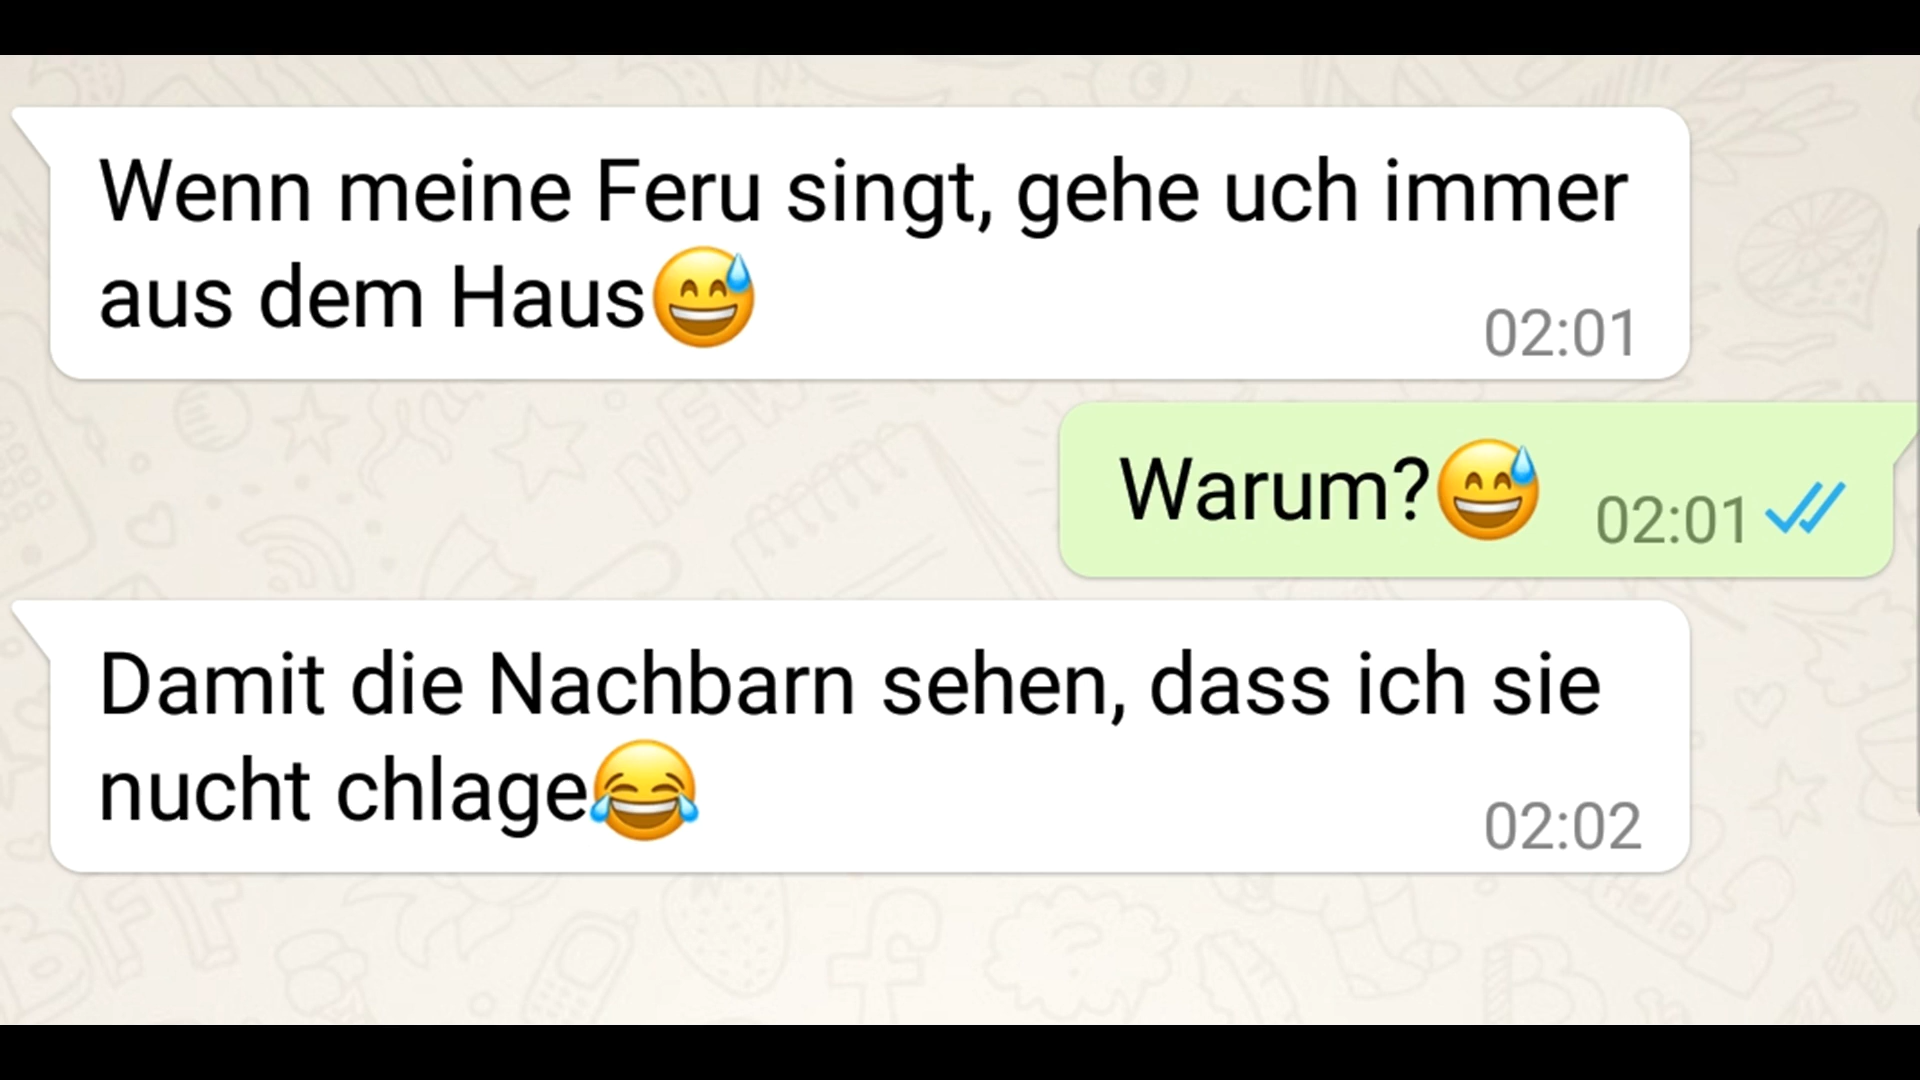 Wenn meine Feru singt, gehe uch immer
aus dem Haus😅
02:01
Warum?😅 02:01
Damit die Nachbarn sehen, dass ich sie
nucht chlage😂
02:02